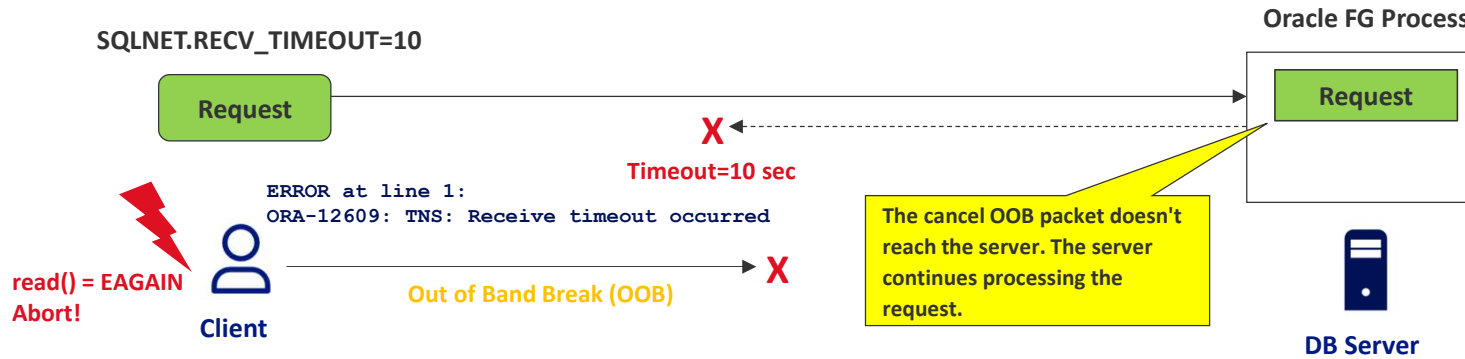 Oracle FG Process
SQLNET.RECV_TIMEOUT=10
Request
Request
X
Timeout=10 sec
ERROR at line 1:
ORA-12609: TNS: Receive timeout occurred
The cancel OOB packet doesn't
reach the server. The server
continues processing the
request.
read() = EAGAIN
Abort!
X
Out of Band Break (OOB)
Client
DB Server